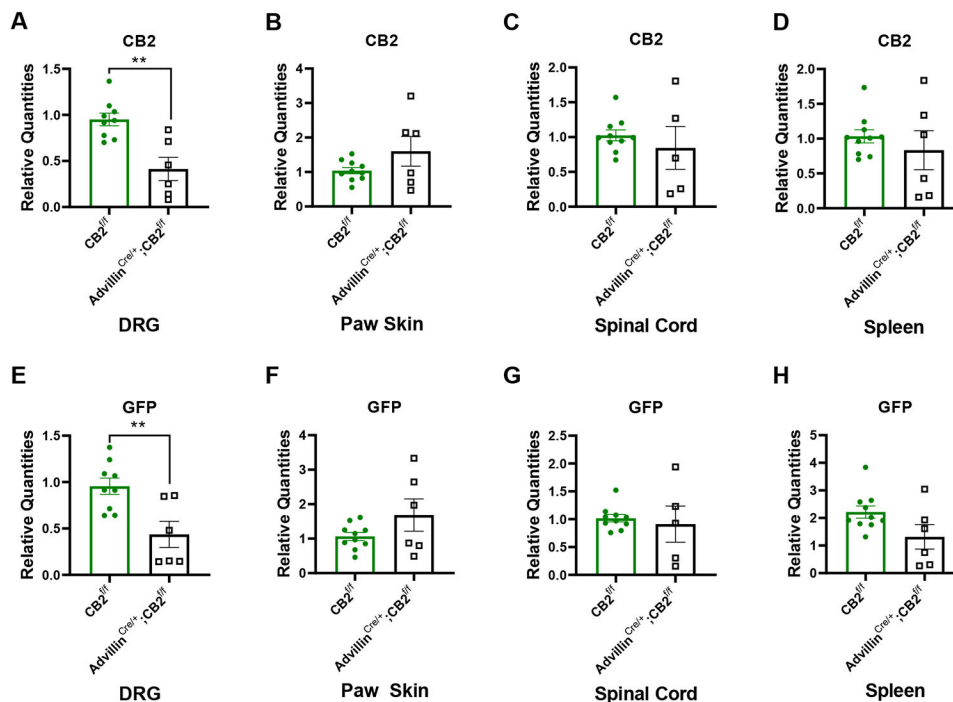 A
CB2
**
Relative Quantities
1.5
1.0
0.5
0.0
CB2f/f
AdvillinCre/+;CB2f/f
DRG
B
CB2
Relative Quantities
4
3
2
1
0
CB2f/f
AdvillinCre/+;CB2f/f
Paw Skin
C
CB2
Relative Quantities
2.0
1.5
1.0
0.5
0.0
CB2f/f
AdvillinCre/+;CB2f/f
Spinal Cord
D
CB2
Relative Quantities
2.0
1.5
1.0
0.5
0.0
CB2f/f
AdvillinCre/+;CB2f/f
Spleen
E
GFP
**
Relative Quantities
1.5
1.0
0.5
0.0
CB2f/f
AdvillinCre/+;CB2f/f
DRG
F
GFP
Relative Quantities
4
3
2
1
0
CB2f/f
AdvillinCre/+;CB2f/f
Paw Skin
G
GFP
Relative Quantities
2.5
2.0
1.5
1.0
0.5
0.0
CB2f/f
AdvillinCre/+;CB2f/f
Spinal Cord
H
GFP
Relative Quantities
5
4
3
2
1
0
CB2f/f
AdvillinCre/+;CB2f/f
Spleen